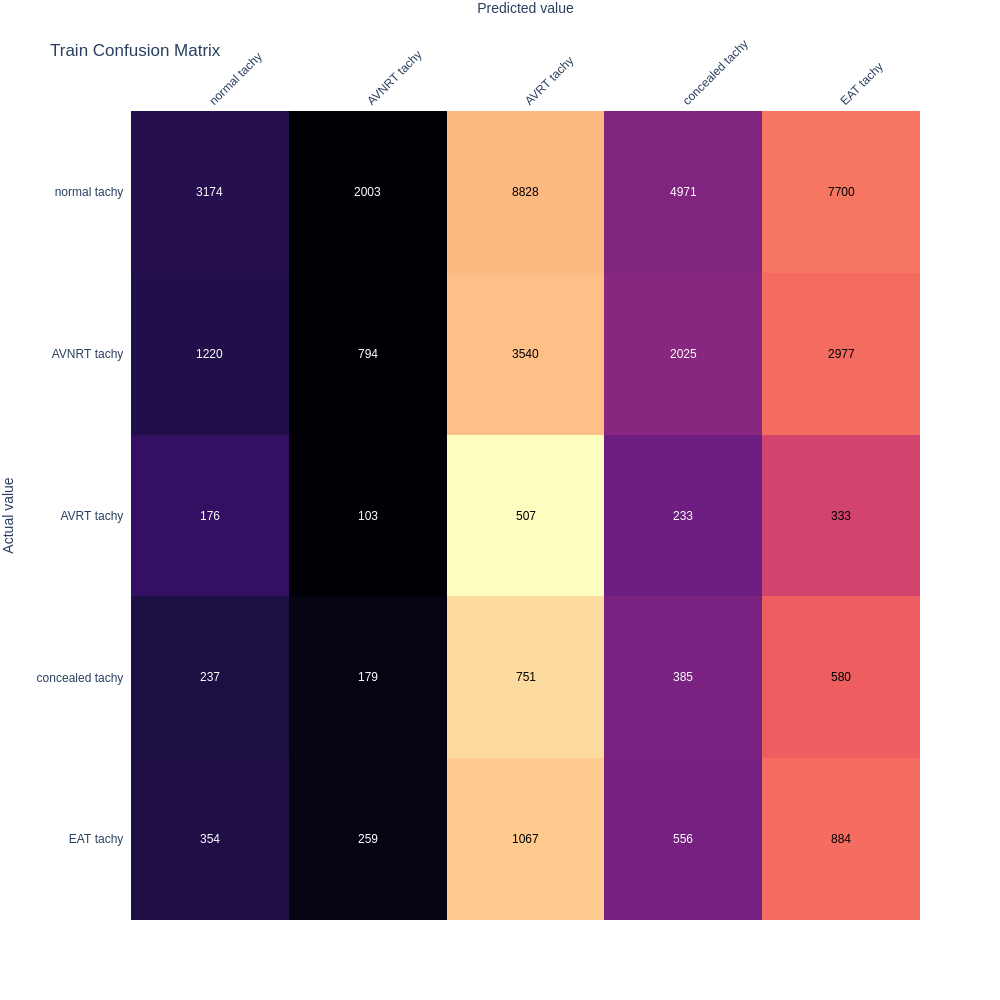 Predicted value
Train Confusion Matrix
normal tachy AVNRT tachy AVRT tachy concealed tachy EAT tachy
normal tachy 3174 2003 8828 4971 7700
AVNRT tachy 1220 794 3540 2025 2977
AVRT tachy 176 103 507 233 333
concealed tachy 237 179 751 385 580
EAT tachy 354 259 1067 556 884
Actual value